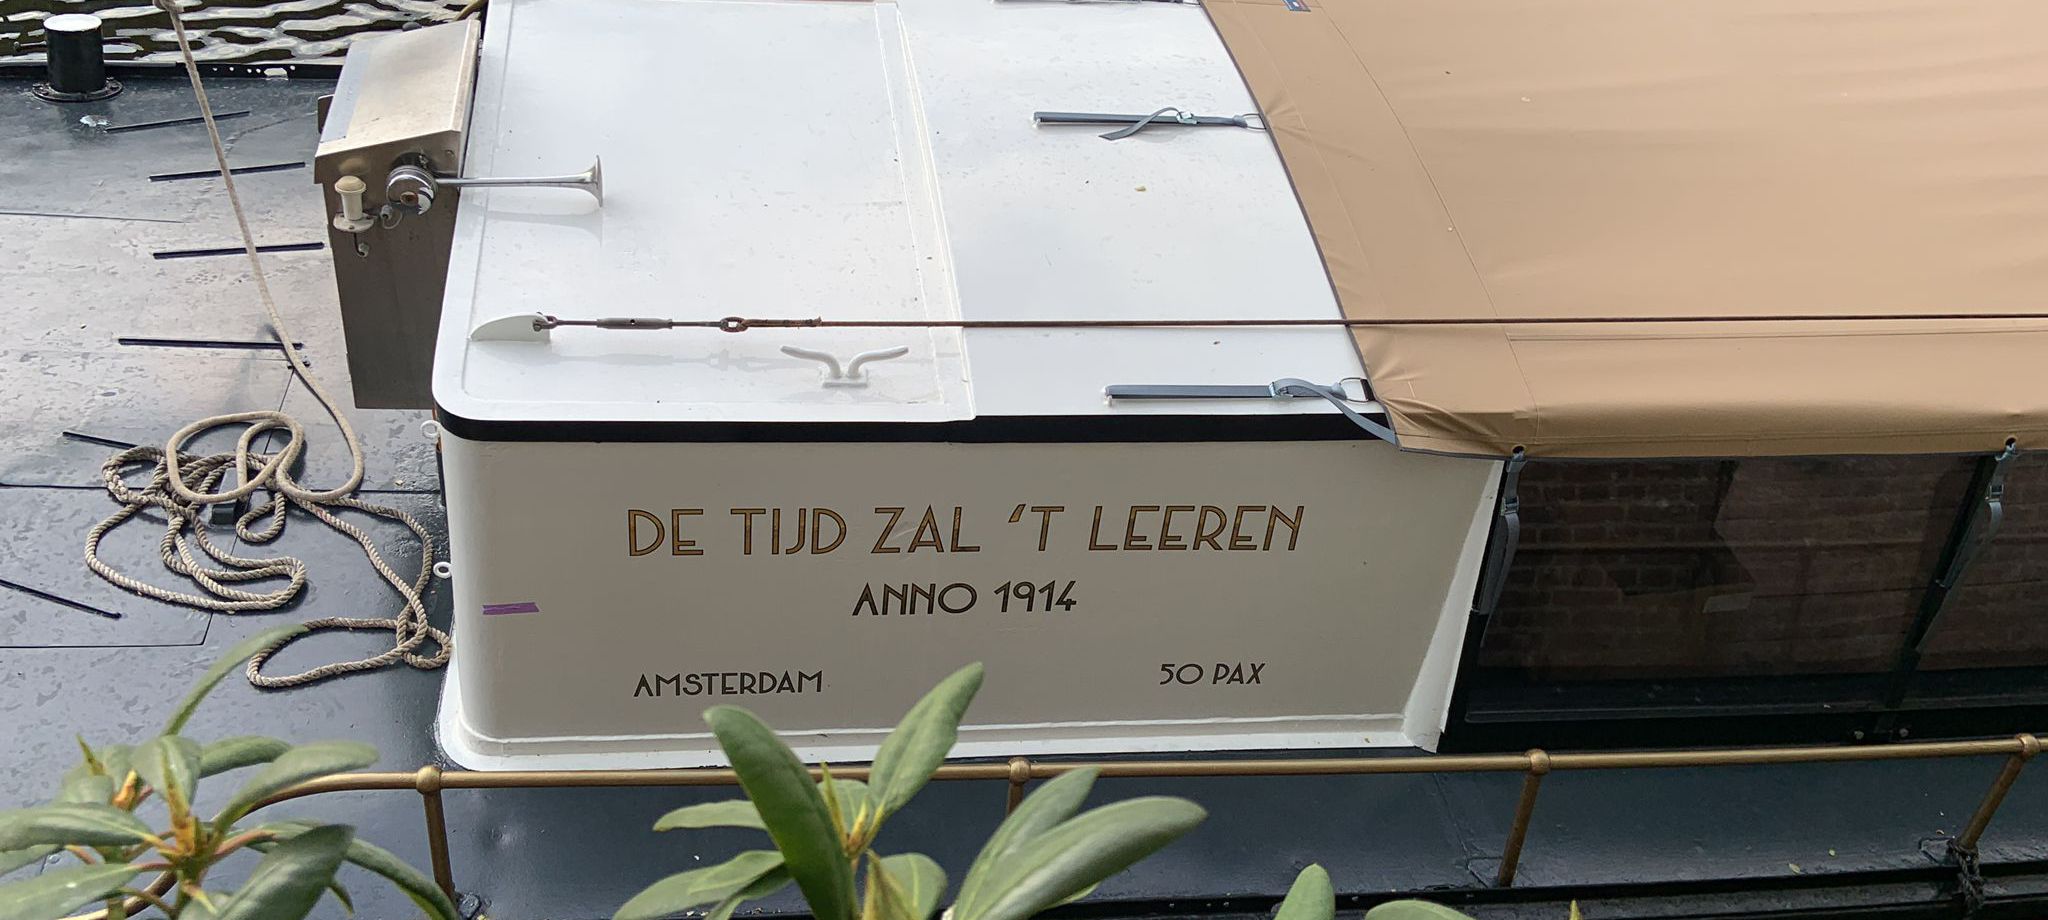 DE TIJD ZAL ‘T LEEREN
ANNO 1914
AMSTERDAM 50 PAX